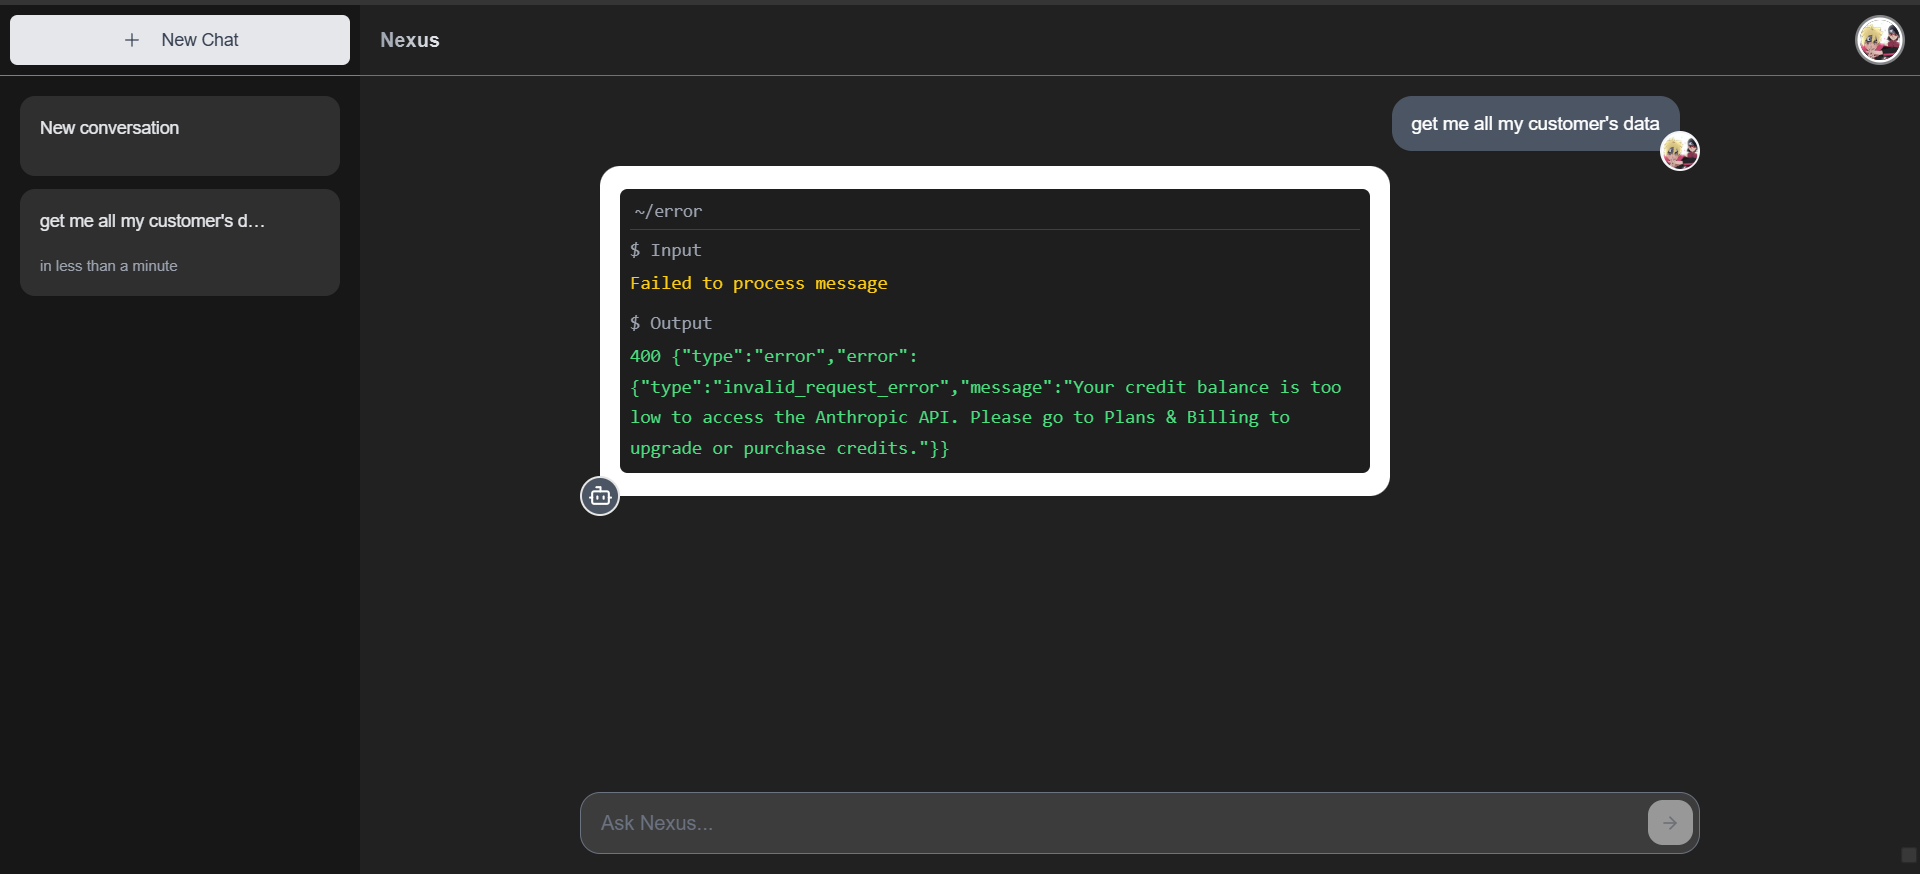 New Chat
Nexus
New conversation
get me all my customer's d…
in less than a minute
get me all my customer's data
~/error
$ Input
Failed to process message
$ Output
400 {"type":"error","error":
{"type":"invalid_request_error","message":"Your credit balance is too
low to access the Anthropic API. Please go to Plans & Billing to
upgrade or purchase credits."}}
Ask Nexus...